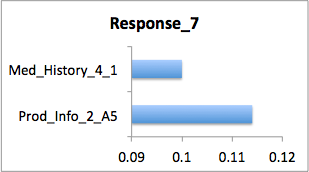 Response_7
Med_History_4_1
Prod_Info_2_A5
0.09 0.1 0.11 0.12